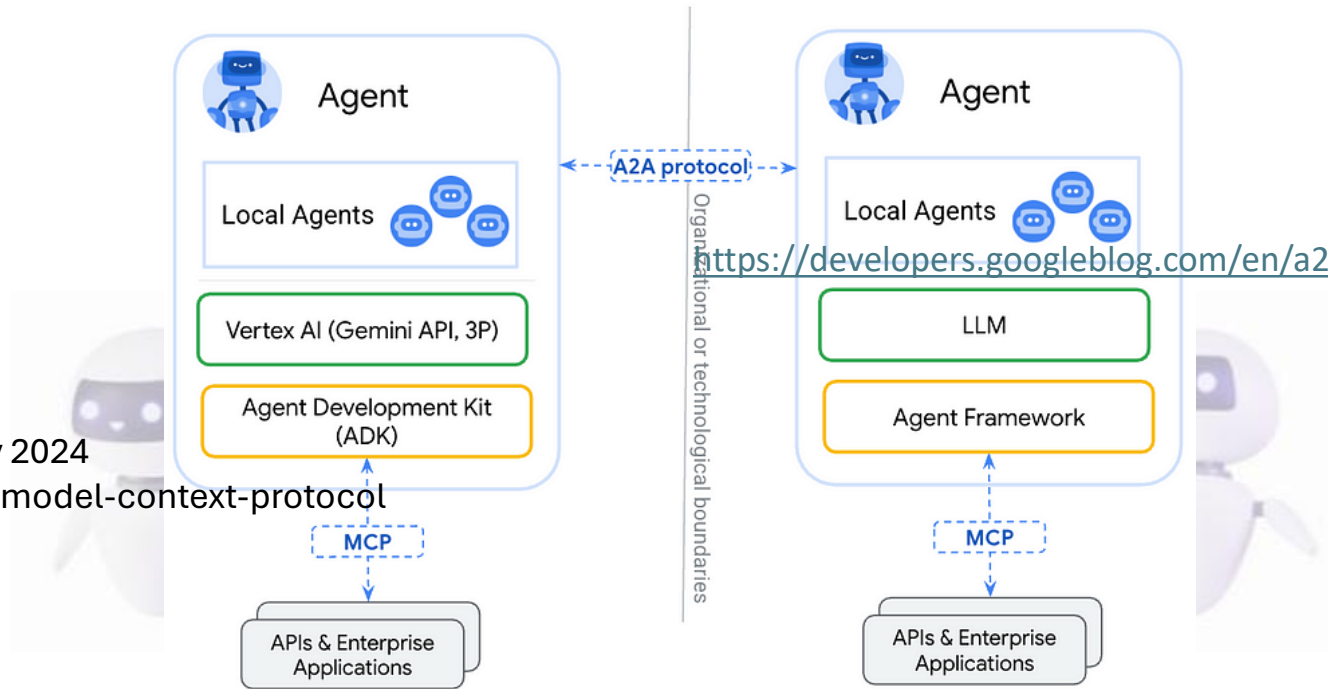 Agent
Local Agents
Vertex AI (Gemini API, 3P)
Agent Development Kit
(ADK)
2024
model-context-protocol
MCP
APIs & Enterprise
Applications
A2A protocol
Organizational or technological boundaries
https://developers.googleblog.com/en/a2
Agent
Local Agents
LLM
Agent Framework
MCP
APIs & Enterprise
Applications